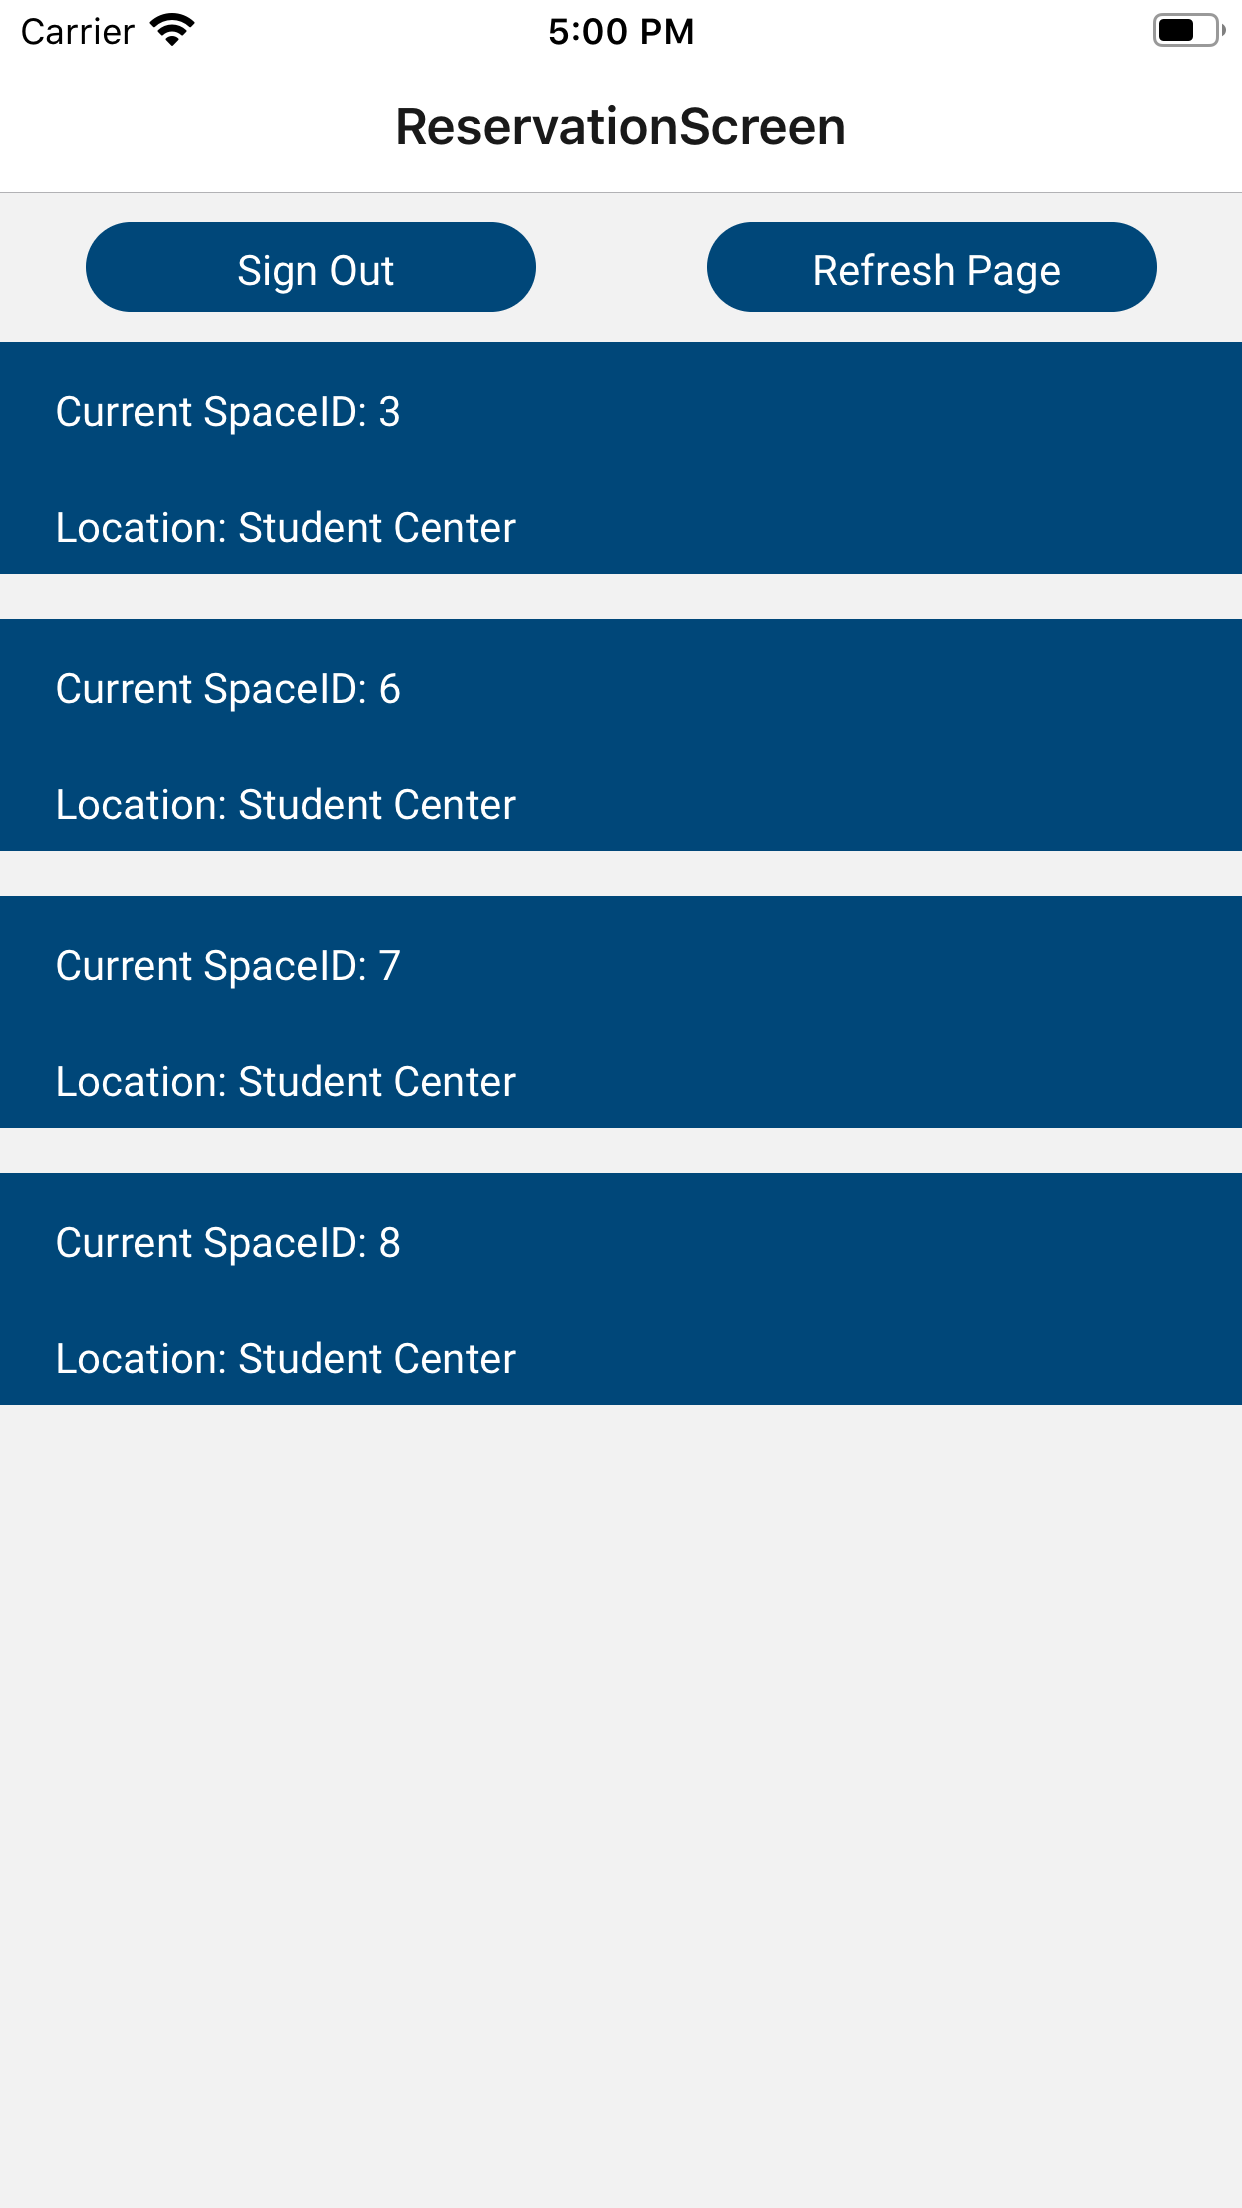 Carrier 5:00 PM
ReservationScreen
Sign Out Refresh Page
Current SpaceID: 3
Location: Student Center
Current SpaceID: 6
Location: Student Center
Current SpaceID: 7
Location: Student Center
Current SpaceID: 8
Location: Student Center